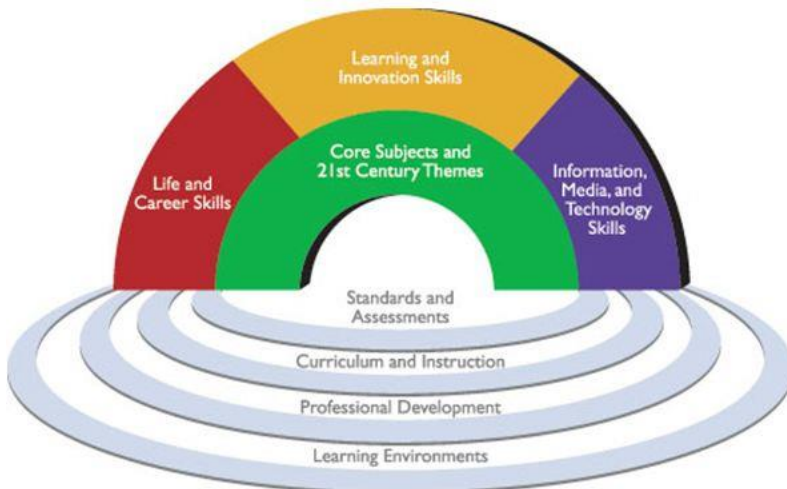 Learning and
Innovation Skills
Core Subjects and
21st Century Themes
Life and
Career Skills
Information,
Media, and
Technology
Skills
Standards and
Assessments
Curriculum and Instruction
Professional Development
Learning Environments